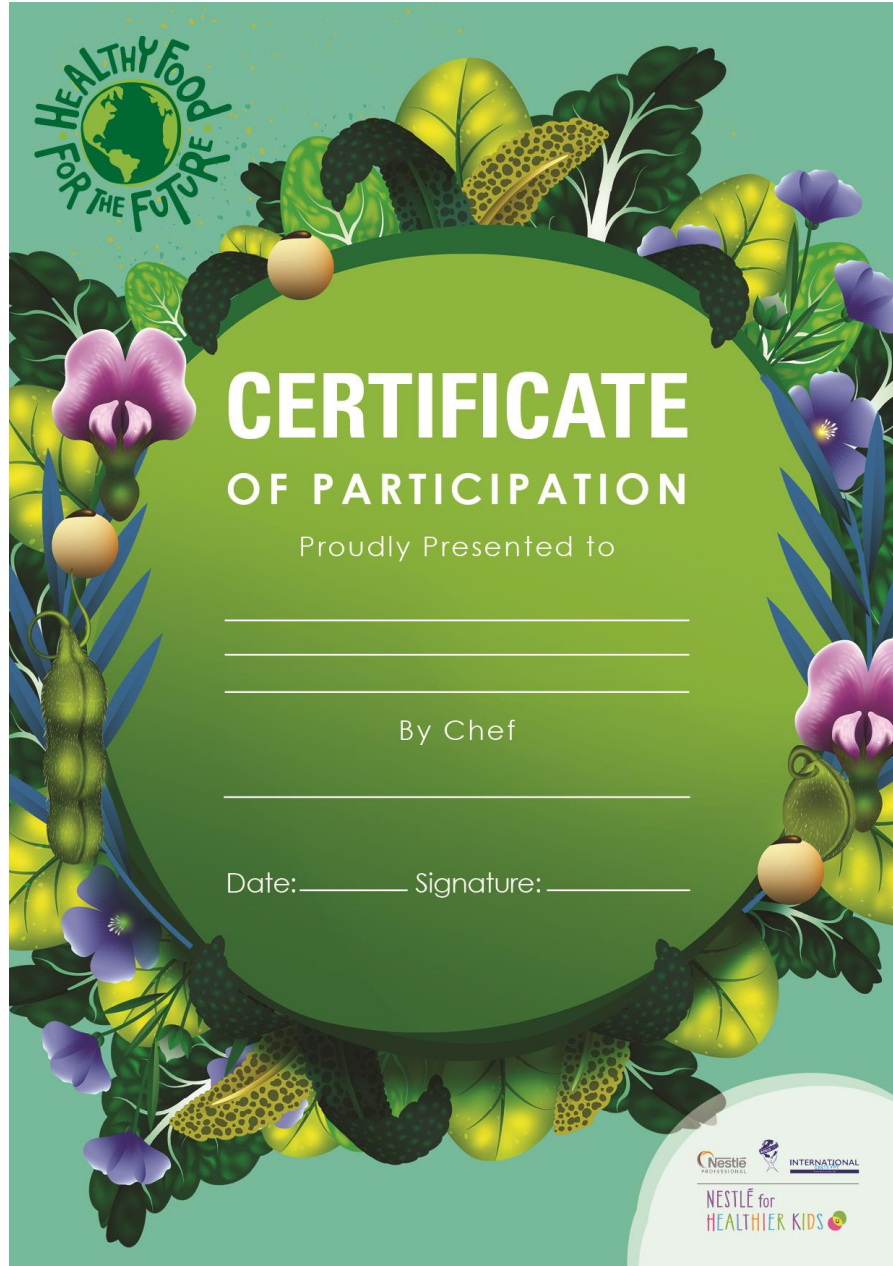 HEALTHY FOOD
FOR THE FUTURE
CERTIFICATE
OF PARTICIPATION
Proudly Presented to
By Chef
Date: Signature:
Nestlé
PROFESSIONAL
INTERNATIONAL
NESTLÉ for
HEALTHIER KIDS